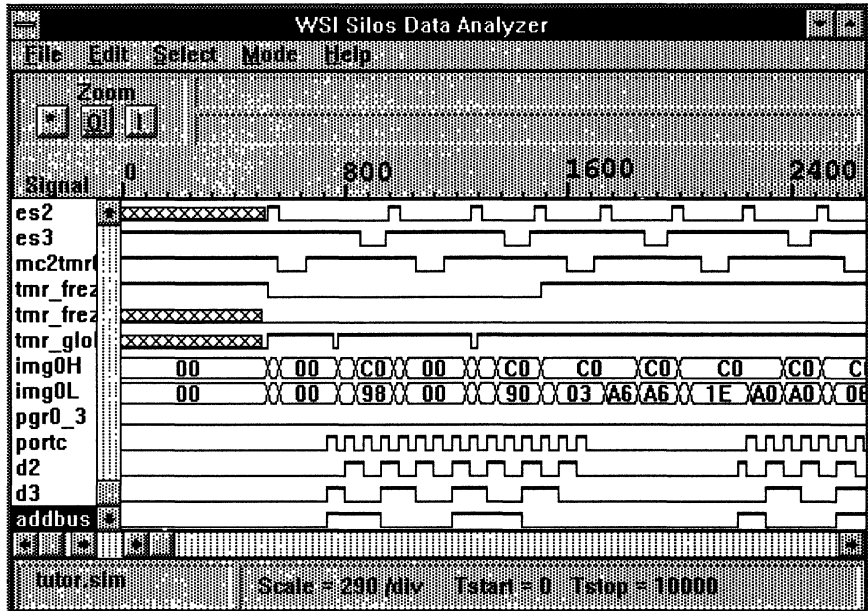 WSI Silos Data Analyzer
File Edit Select Mode Help
Zoom
* O I
Signal 0 800 1600 2400
es2
es3
mc2tmr
tmr_frez
tmr_frez
tmr_glo
img0H 00 00 C0 00 C0 C0 C0 C0 C0 C
img0L 00 00 98 00 90 03 A6 A6 1E A0 A0 06
pgr0_3
portc
d2
d3
addbus
tutor.sim Scale = 290 /div Tstart = 0 Tstop = 10000